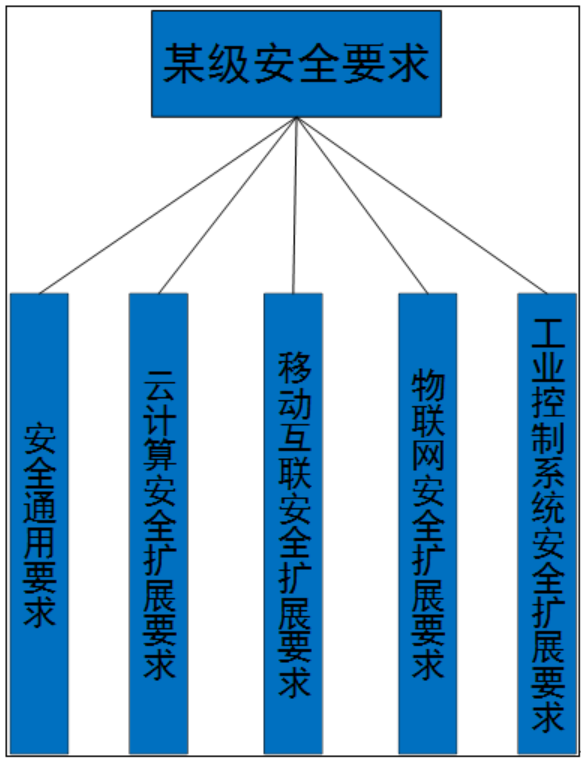 某级安全要求
安全通用要求
云计算安全扩展要求
移动互联安全扩展要求
物联网安全扩展要求
工业控制系统安全扩展要求